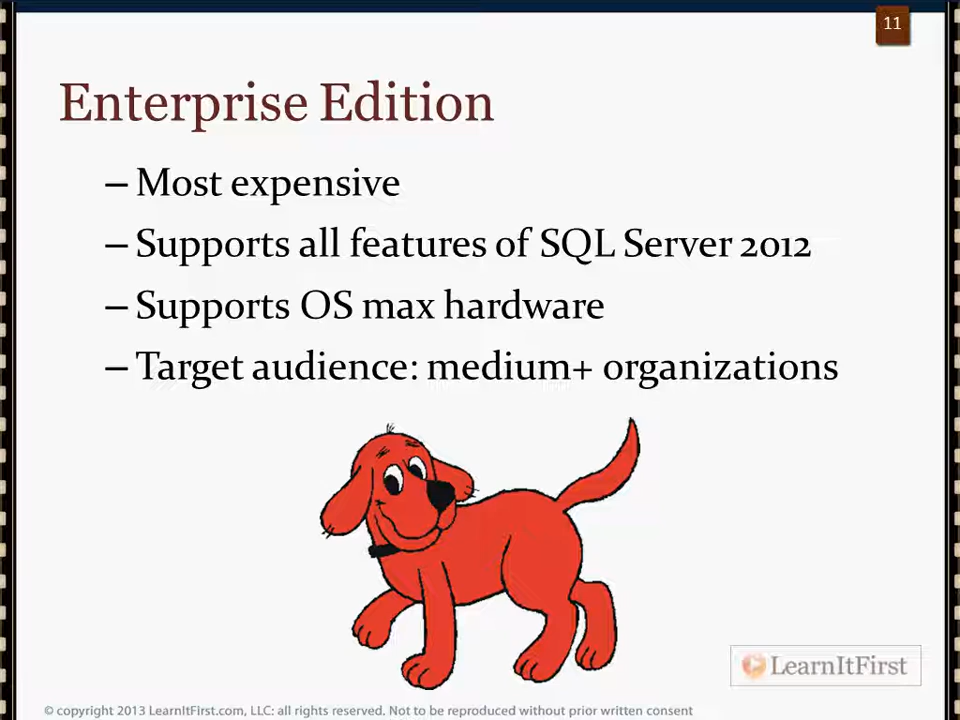 11
Enterprise Edition
– Most expensive
– Supports all features of SQL Server 2012
– Supports OS max hardware
– Target audience: medium+ organizations
LearnItFirst
© copyright 2013 LearnItFirst.com, LLC: all rights reserved. Not to be reproduced without prior written consent